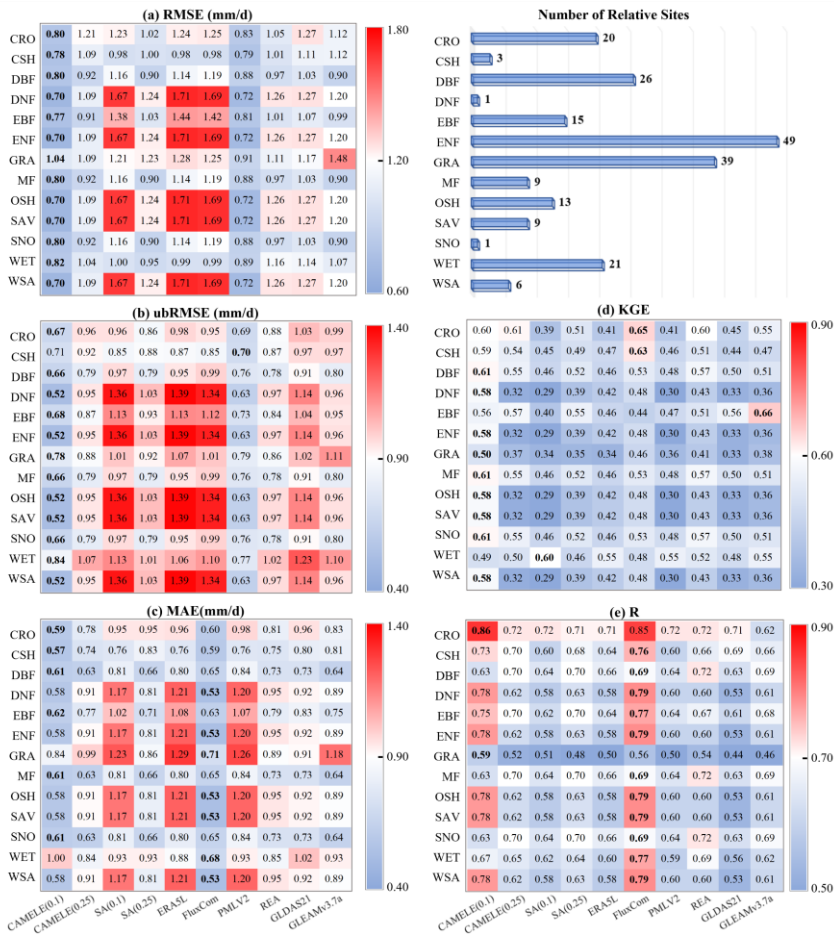 (a) RMSE (mm/d)
CRO 0.80 1.21 1.23 1.02 1.24 1.25 0.83 1.05 1.27 1.12
CSH 0.78 1.09 0.98 1.00 0.98 0.98 0.79 1.01 1.11 1.12
DBF 0.80 0.92 1.16 0.90 1.14 1.19 0.88 0.97 1.03 0.90
DNF 0.70 1.09 1.67 1.24 1.71 1.69 0.72 1.26 1.27 1.20
EBF 0.77 0.91 1.38 1.03 1.44 1.42 0.81 1.01 1.07 0.99
ENF 0.70 1.09 1.67 1.24 1.71 1.69 0.72 1.26 1.27 1.20
GRA 1.04 1.09 1.21 1.23 1.28 1.25 0.91 1.11 1.17 1.48
MF 0.80 0.92 1.16 0.90 1.14 1.19 0.88 0.97 1.03 0.90
OSH 0.70 1.09 1.67 1.24 1.71 1.69 0.72 1.26 1.27 1.20
SAV 0.70 1.09 1.67 1.24 1.71 1.69 0.72 1.26 1.27 1.20
SNO 0.80 0.92 1.16 0.90 1.14 1.19 0.88 0.97 1.03 0.90
WET 0.82 1.04 1.00 0.95 0.99 0.99 0.89 1.16 1.14 1.07
WSA 0.70 1.09 1.67 1.24 1.71 1.69 0.72 1.26 1.27 1.20
1.80
1.20
0.60
Number of Relative Sites
CRO 20
CSH 3
DBF 26
DNF 1
EBF 15
ENF 49
GRA 39
MF 9
OSH 13
SAV 9
SNO 1
WET 21
WSA 6
(b) ubRMSE (mm/d)
CRO 0.67 0.96 0.96 0.86 0.98 0.95 0.69 0.88 1.03 0.99
CSH 0.71 0.92 0.85 0.88 0.87 0.85 0.70 0.87 0.97 0.97
DBF 0.66 0.79 0.97 0.79 0.95 0.99 0.76 0.78 0.91 0.80
DNF 0.52 0.95 1.36 1.03 1.39 1.34 0.63 0.97 1.14 0.96
EBF 0.68 0.87 1.13 0.93 1.13 1.12 0.73 0.84 1.04 0.95
ENF 0.52 0.95 1.36 1.03 1.39 1.34 0.63 0.97 1.14 0.96
GRA 0.78 0.88 1.01 0.92 1.07 1.01 0.79 0.86 1.02 1.11
MF 0.66 0.79 0.97 0.79 0.95 0.99 0.76 0.78 0.91 0.80
OSH 0.52 0.95 1.36 1.03 1.39 1.34 0.63 0.97 1.14 0.96
SAV 0.52 0.95 1.36 1.03 1.39 1.34 0.63 0.97 1.14 0.96
SNO 0.66 0.79 0.97 0.79 0.95 0.99 0.76 0.78 0.91 0.80
WET 0.84 1.07 1.13 1.01 1.06 1.10 0.77 1.02 1.23 1.10
WSA 0.52 0.95 1.36 1.03 1.39 1.34 0.63 0.97 1.14 0.96
1.40
0.90
0.40
(d) KGE
CRO 0.60 0.61 0.39 0.51 0.41 0.65 0.41 0.60 0.45 0.55
CSH 0.59 0.54 0.45 0.49 0.47 0.63 0.46 0.51 0.44 0.47
DBF 0.61 0.55 0.46 0.52 0.46 0.53 0.48 0.57 0.50 0.51
DNF 0.58 0.32 0.29 0.39 0.42 0.48 0.30 0.43 0.33 0.36
EBF 0.56 0.57 0.40 0.55 0.46 0.44 0.47 0.51 0.56 0.66
ENF 0.58 0.32 0.29 0.39 0.42 0.48 0.30 0.43 0.33 0.36
GRA 0.50 0.37 0.34 0.35 0.34 0.46 0.36 0.41 0.33 0.38
MF 0.61 0.55 0.46 0.52 0.46 0.53 0.48 0.57 0.50 0.51
OSH 0.58 0.32 0.29 0.39 0.42 0.48 0.30 0.43 0.33 0.36
SAV 0.58 0.32 0.29 0.39 0.42 0.48 0.30 0.43 0.33 0.36
SNO 0.61 0.55 0.46 0.52 0.46 0.53 0.48 0.57 0.50 0.51
WET 0.49 0.50 0.60 0.46 0.55 0.48 0.55 0.52 0.48 0.55
WSA 0.58 0.32 0.29 0.39 0.42 0.48 0.30 0.43 0.33 0.36
0.90
0.60
0.30
(c) MAE(mm/d)
CRO 0.59 0.78 0.95 0.95 0.96 0.60 0.98 0.81 0.96 0.83
CSH 0.57 0.74 0.76 0.83 0.76 0.59 0.76 0.75 0.80 0.81
DBF 0.61 0.63 0.81 0.66 0.80 0.65 0.84 0.73 0.73 0.64
DNF 0.58 0.91 1.17 0.81 1.21 0.53 1.20 0.95 0.92 0.89
EBF 0.62 0.77 1.02 0.71 1.08 0.63 1.07 0.79 0.83 0.75
ENF 0.58 0.91 1.17 0.81 1.21 0.53 1.20 0.95 0.92 0.89
GRA 0.84 0.99 1.23 0.86 1.29 0.71 1.26 0.89 0.91 1.18
MF 0.61 0.63 0.81 0.66 0.80 0.65 0.84 0.73 0.73 0.64
OSH 0.58 0.91 1.17 0.81 1.21 0.53 1.20 0.95 0.92 0.89
SAV 0.58 0.91 1.17 0.81 1.21 0.53 1.20 0.95 0.92 0.89
SNO 0.61 0.63 0.81 0.66 0.80 0.65 0.84 0.73 0.73 0.64
WET 1.00 0.84 0.93 0.93 0.88 0.68 0.93 0.85 1.02 0.93
WSA 0.58 0.91 1.17 0.81 1.21 0.53 1.20 0.95 0.92 0.89
1.40
0.90
0.40
CAMELE(0.1) CAMELE(0.25) SA(0.1) SA(0.25) ERA5L FluxCom PMLV2 REA GLDAS21 GLEAMv3.7a
(e) R
CRO 0.86 0.72 0.72 0.71 0.71 0.85 0.72 0.72 0.71 0.62
CSH 0.73 0.70 0.60 0.68 0.64 0.76 0.60 0.66 0.69 0.66
DBF 0.63 0.70 0.64 0.70 0.66 0.69 0.64 0.72 0.63 0.69
DNF 0.78 0.62 0.58 0.63 0.58 0.79 0.60 0.60 0.53 0.61
EBF 0.75 0.70 0.62 0.70 0.64 0.77 0.60 0.67 0.61 0.68
ENF 0.78 0.62 0.58 0.63 0.58 0.79 0.60 0.60 0.53 0.61
GRA 0.59 0.52 0.51 0.48 0.50 0.56 0.50 0.54 0.44 0.46
MF 0.63 0.70 0.64 0.70 0.66 0.69 0.64 0.72 0.63 0.69
OSH 0.78 0.62 0.58 0.63 0.58 0.79 0.60 0.60 0.53 0.61
SAV 0.78 0.62 0.58 0.63 0.58 0.79 0.60 0.60 0.53 0.61
SNO 0.63 0.70 0.64 0.70 0.66 0.69 0.64 0.72 0.63 0.69
WET 0.67 0.65 0.62 0.64 0.60 0.77 0.59 0.69 0.56 0.62
WSA 0.78 0.62 0.58 0.63 0.58 0.79 0.60 0.60 0.53 0.61
0.90
0.70
0.50
CAMELE(0.1) CAMELE(0.25) SA(0.1) SA(0.25) ERA5L FluxCom PMLV2 REA GLDAS21 GLEAMv3.7a